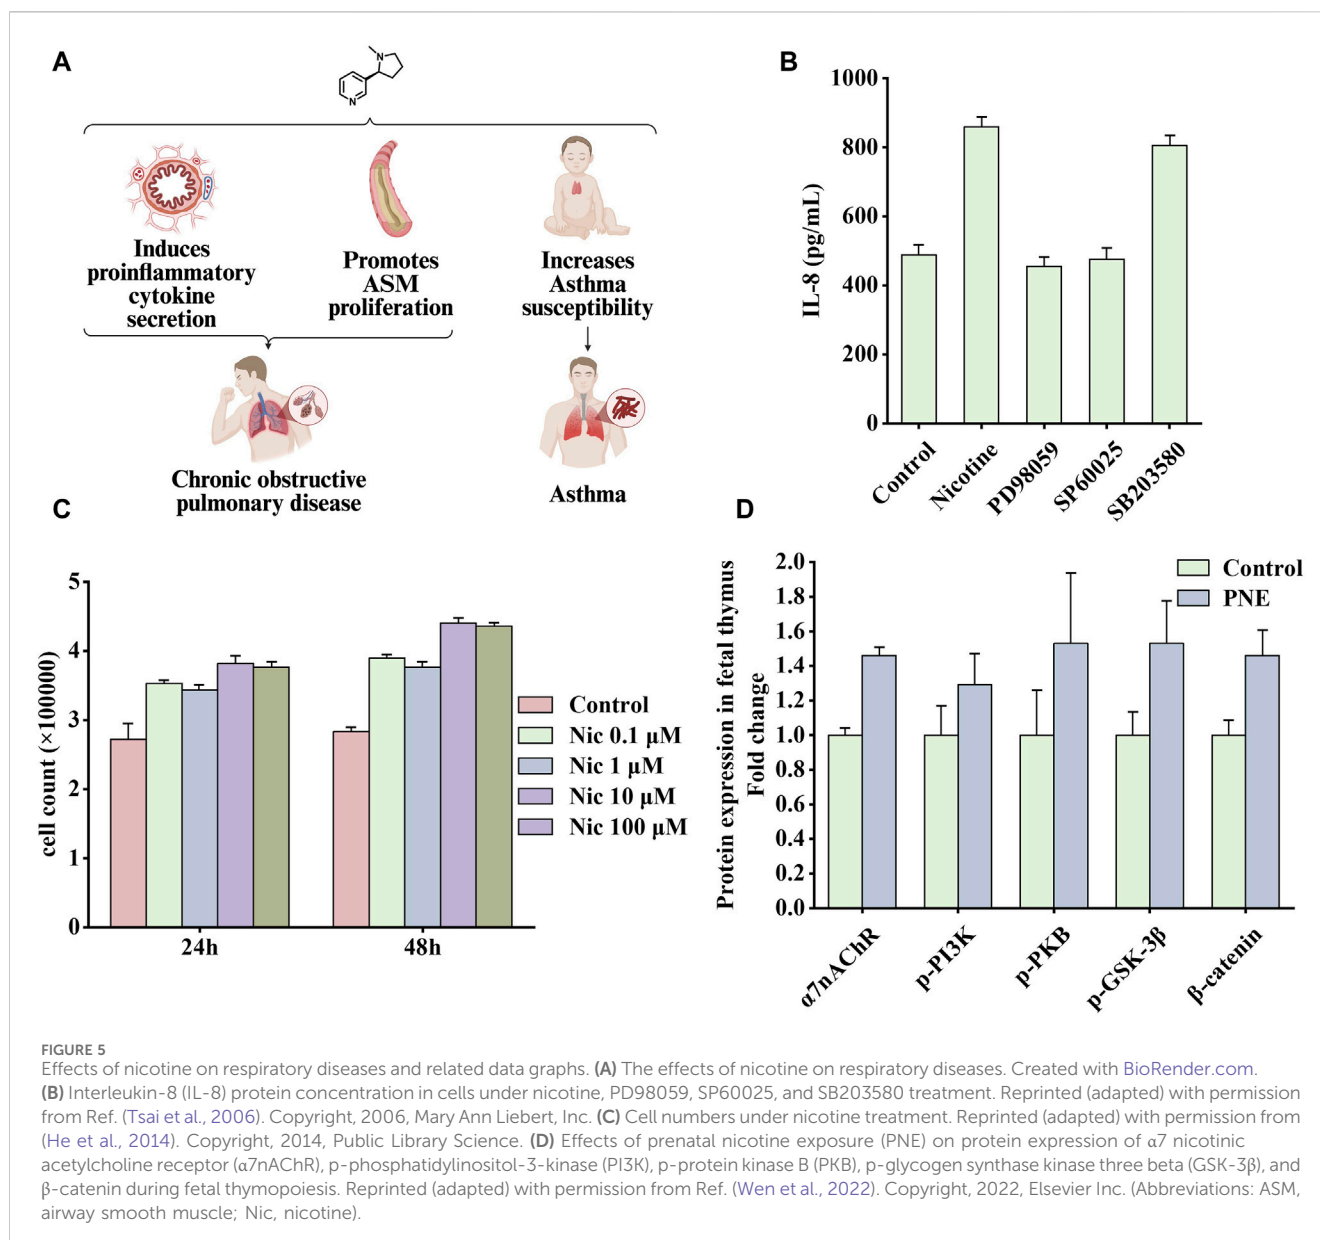 A
N
N
Induces
proinflammatory
cytokine
secretion
Promotes
ASM
proliferation
Increases
Asthma
susceptibility
Chronic obstructive
pulmonary disease
Asthma
B
IL-8 (pg/mL)
1000
800
600
400
200
0
Control
Nicotine
PD98059
SP60025
SB203580
C
cell count (×100000)
5
4
3
2
1
0
24h
48h
Control
Nic 0.1 μM
Nic 1 μM
Nic 10 μM
Nic 100 μM
D
Protein expression in fetal thymus
Fold change
2.0
1.8
1.6
1.4
1.2
1.0
0.8
0.6
0.4
0.2
0.0
Control
PNE
α7nAChR
p-PI3K
p-PKB
p-GSK-3β
β-catenin
FIGURE 5
Effects of nicotine on respiratory diseases and related data graphs. (A) The effects of nicotine on respiratory diseases. Created with BioRender.com.
(B) Interleukin-8 (IL-8) protein concentration in cells under nicotine, PD98059, SP60025, and SB203580 treatment. Reprinted (adapted) with permission
from Ref. (Tsai et al., 2006). Copyright, 2006, Mary Ann Liebert, Inc. (C) Cell numbers under nicotine treatment. Reprinted (adapted) with permission from
(He et al., 2014). Copyright, 2014, Public Library Science. (D) Effects of prenatal nicotine exposure (PNE) on protein expression of α7 nicotinic
acetylcholine receptor (α7nAChR), p-phosphatidylinositol-3-kinase (PI3K), p-protein kinase B (PKB), p-glycogen synthase kinase three beta (GSK-3β), and
β-catenin during fetal thymopoiesis. Reprinted (adapted) with permission from Ref. (Wen et al., 2022). Copyright, 2022, Elsevier Inc. (Abbreviations: ASM,
airway smooth muscle; Nic, nicotine).